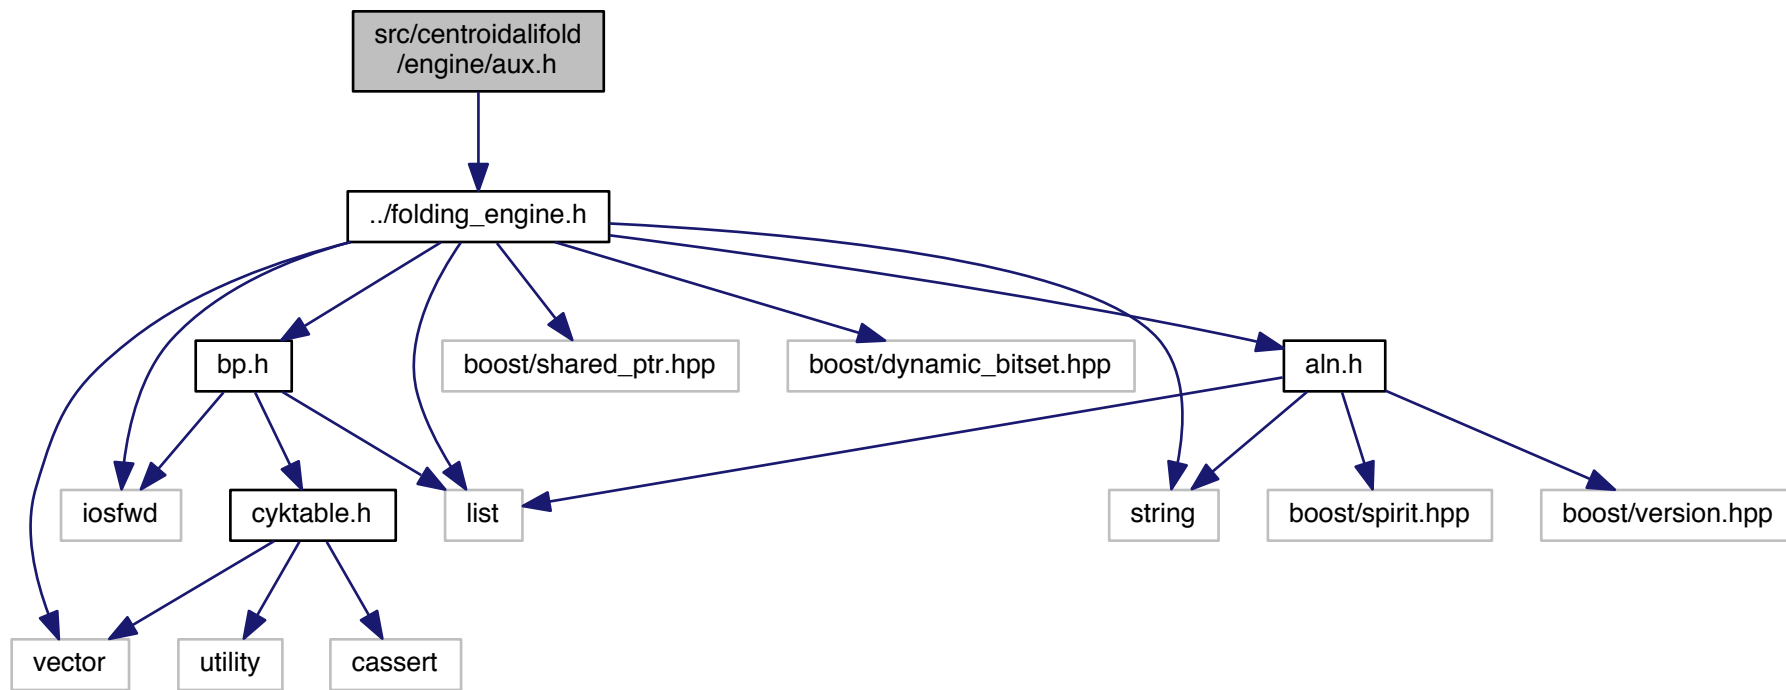 src/centroidalifold
/engine/aux.h
../folding_engine.h
bp.h
boost/shared_ptr.hpp
boost/dynamic_bitset.hpp
aln.h
iosfwd
cyktable.h
list
string
boost/spirit.hpp
boost/version.hpp
vector
utility
cassert